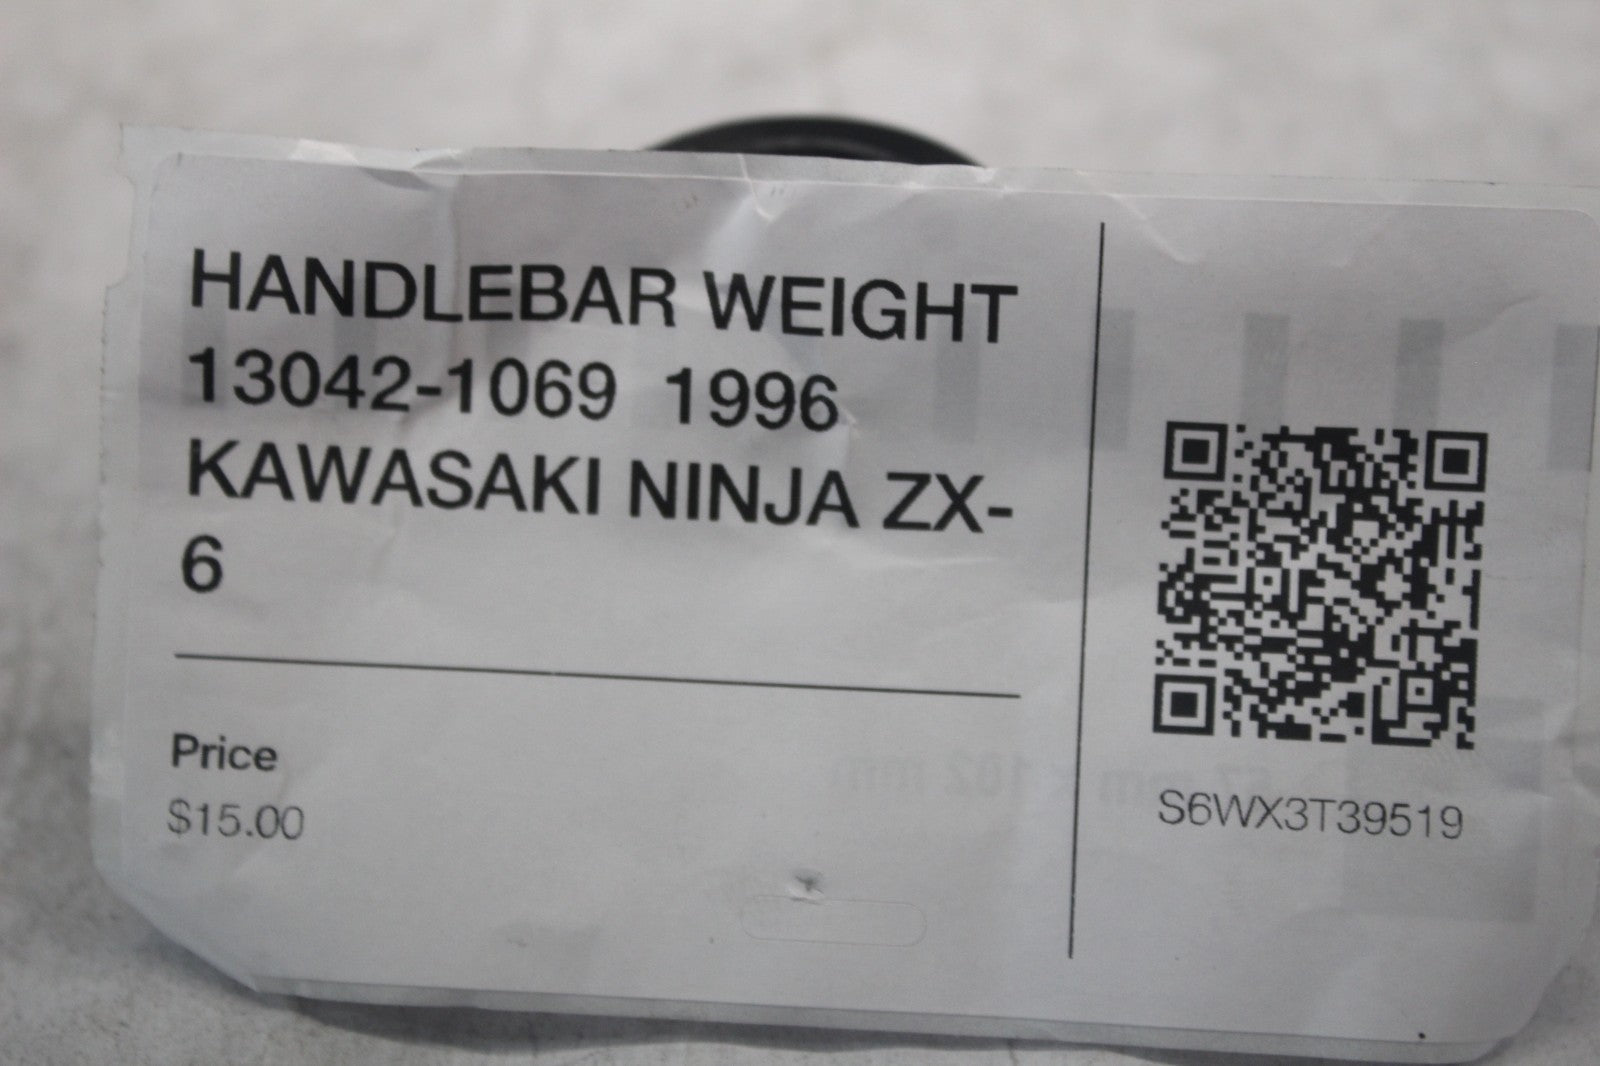 HANDLEBAR WEIGHT
13042-1069 1996
KAWASAKI NINJA ZX-
6
Price
$15.00
S6WX3T39519